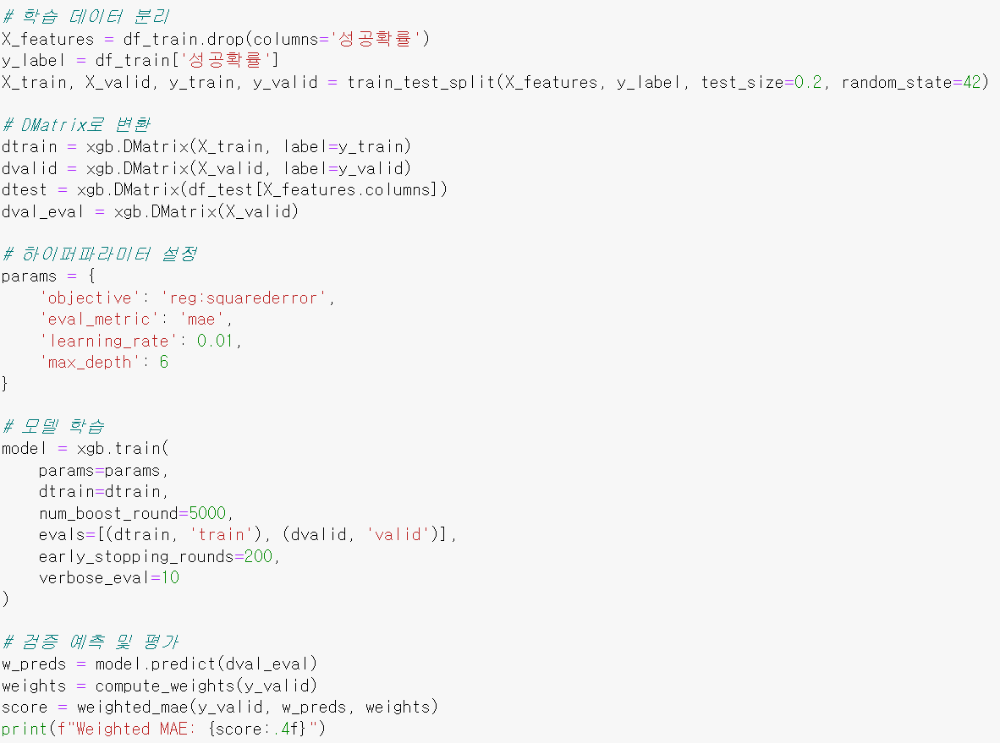 # 학습 데이터 분리
X_features = df_train.drop(columns='성공확률')
y_label = df_train['성공확률']
X_train, X_valid, y_train, y_valid = train_test_split(X_features, y_label, test_size=0.2, random_state=42)
# DMatrix로 변환
dtrain = xgb.DMatrix(X_train, label=y_train)
dvalid = xgb.DMatrix(X_valid, label=y_valid)
dtest = xgb.DMatrix(df_test[X_features.columns])
dval_eval = xgb.DMatrix(X_valid)
# 하이퍼파라미터 설정
params = {
    'objective': 'reg:squarederror',
    'eval_metric': 'mae',
    'learning_rate': 0.01,
    'max_depth': 6
}
# 모델 학습
model = xgb.train(
    params=params,
    dtrain=dtrain,
    num_boost_round=5000,
    evals=[(dtrain, 'train'), (dvalid, 'valid')],
    early_stopping_rounds=200,
    verbose_eval=10
)
# 검증 예측 및 평가
w_preds = model.predict(dval_eval)
weights = compute_weights(y_valid)
score = weighted_mae(y_valid, w_preds, weights)
print(f"Weighted MAE: {score:.4f}")